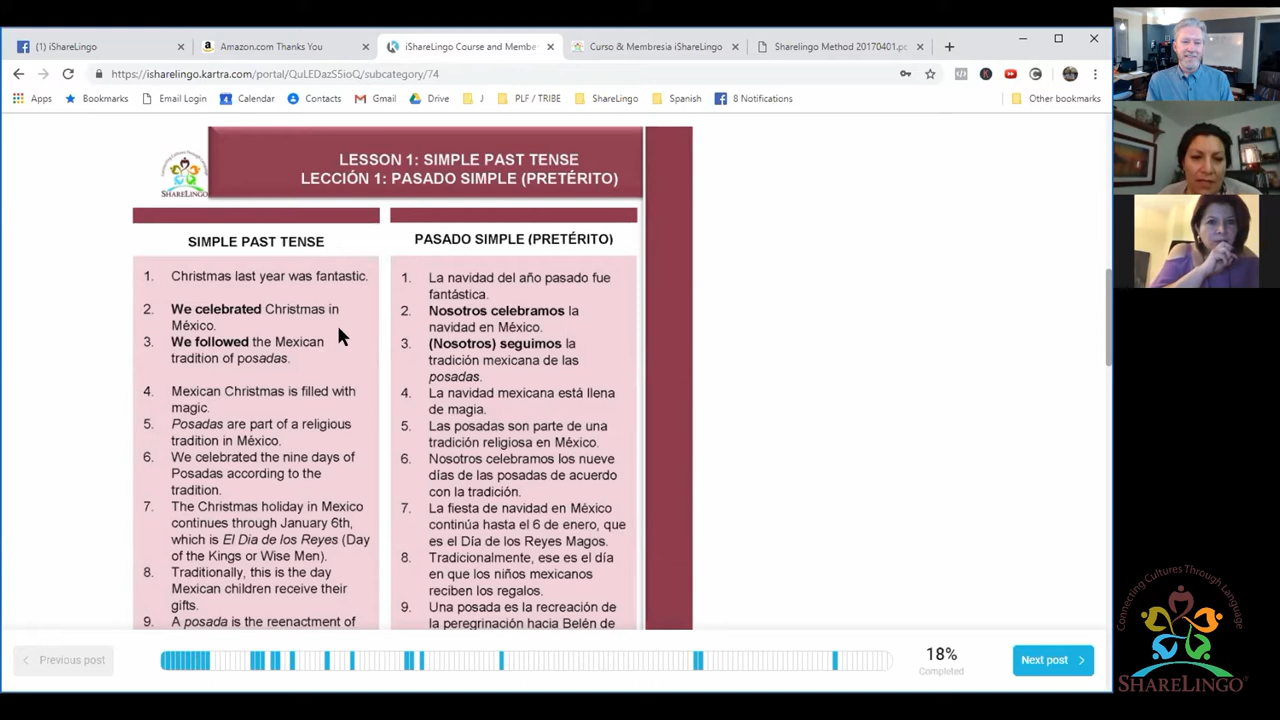 (1) iShareLingo
Amazon.com Thank You
iShareLingo Course and Membe
Curso & Membresia iShareLingo
Sharelingo Method 20170401.pc
https://isharelingo.kartra.com/portal/QuLEDazS5ioQ/subcategory/74
Apps
Bookmarks
Email Login
Calendar
Contacts
Gmail
Drive
J
PLF / TRIBE
ShareLingo
Spanish
8 Notifications
Other bookmarks
SHARELINGO
LESSON 1: SIMPLE PAST TENSE
LECCIÓN 1: PASADO SIMPLE (PRETÉRITO)
SIMPLE PAST TENSE
1. Christmas last year was fantastic.
2. We celebrated Christmas in
México.
3. We followed the Mexican
tradition of posadas.
4. Mexican Christmas is filled with
magic.
5. Posadas are part of a religious
tradition in México.
6. We celebrated the nine days of
Posadas according to the
tradition.
7. The Christmas holiday in Mexico
continues through January 6th,
which is El Dia de los Reyes (Day
of the Kings or Wise Men).
8. Traditionally, this is the day
Mexican children receive their
gifts.
9. A posada is the reenactment of
PASADO SIMPLE (PRETÉRITO)
1. La navidad del año pasado fue
fantástica.
2. Nosotros celebramos la
navidad en México.
3. (Nosotros) seguimos la
tradición mexicana de las
posadas.
4. La navidad mexicana está llena
de magia.
5. Las posadas son parte de una
tradición religiosa en México.
6. Nosotros celebramos los nueve
días de las posadas de acuerdo
con la tradición.
7. La fiesta de navidad en México
continúa hasta el 6 de enero, que
es el Día de los Reyes Magos.
8. Tradicionalmente, ese es el día
en que los niños mexicanos
reciben los regalos.
9. Una posada es la recreación de
la peregrinación hacia Belén de
Previous post
18%
Completed
Next post
Connecting Cultures Through Language
SHARELINGO